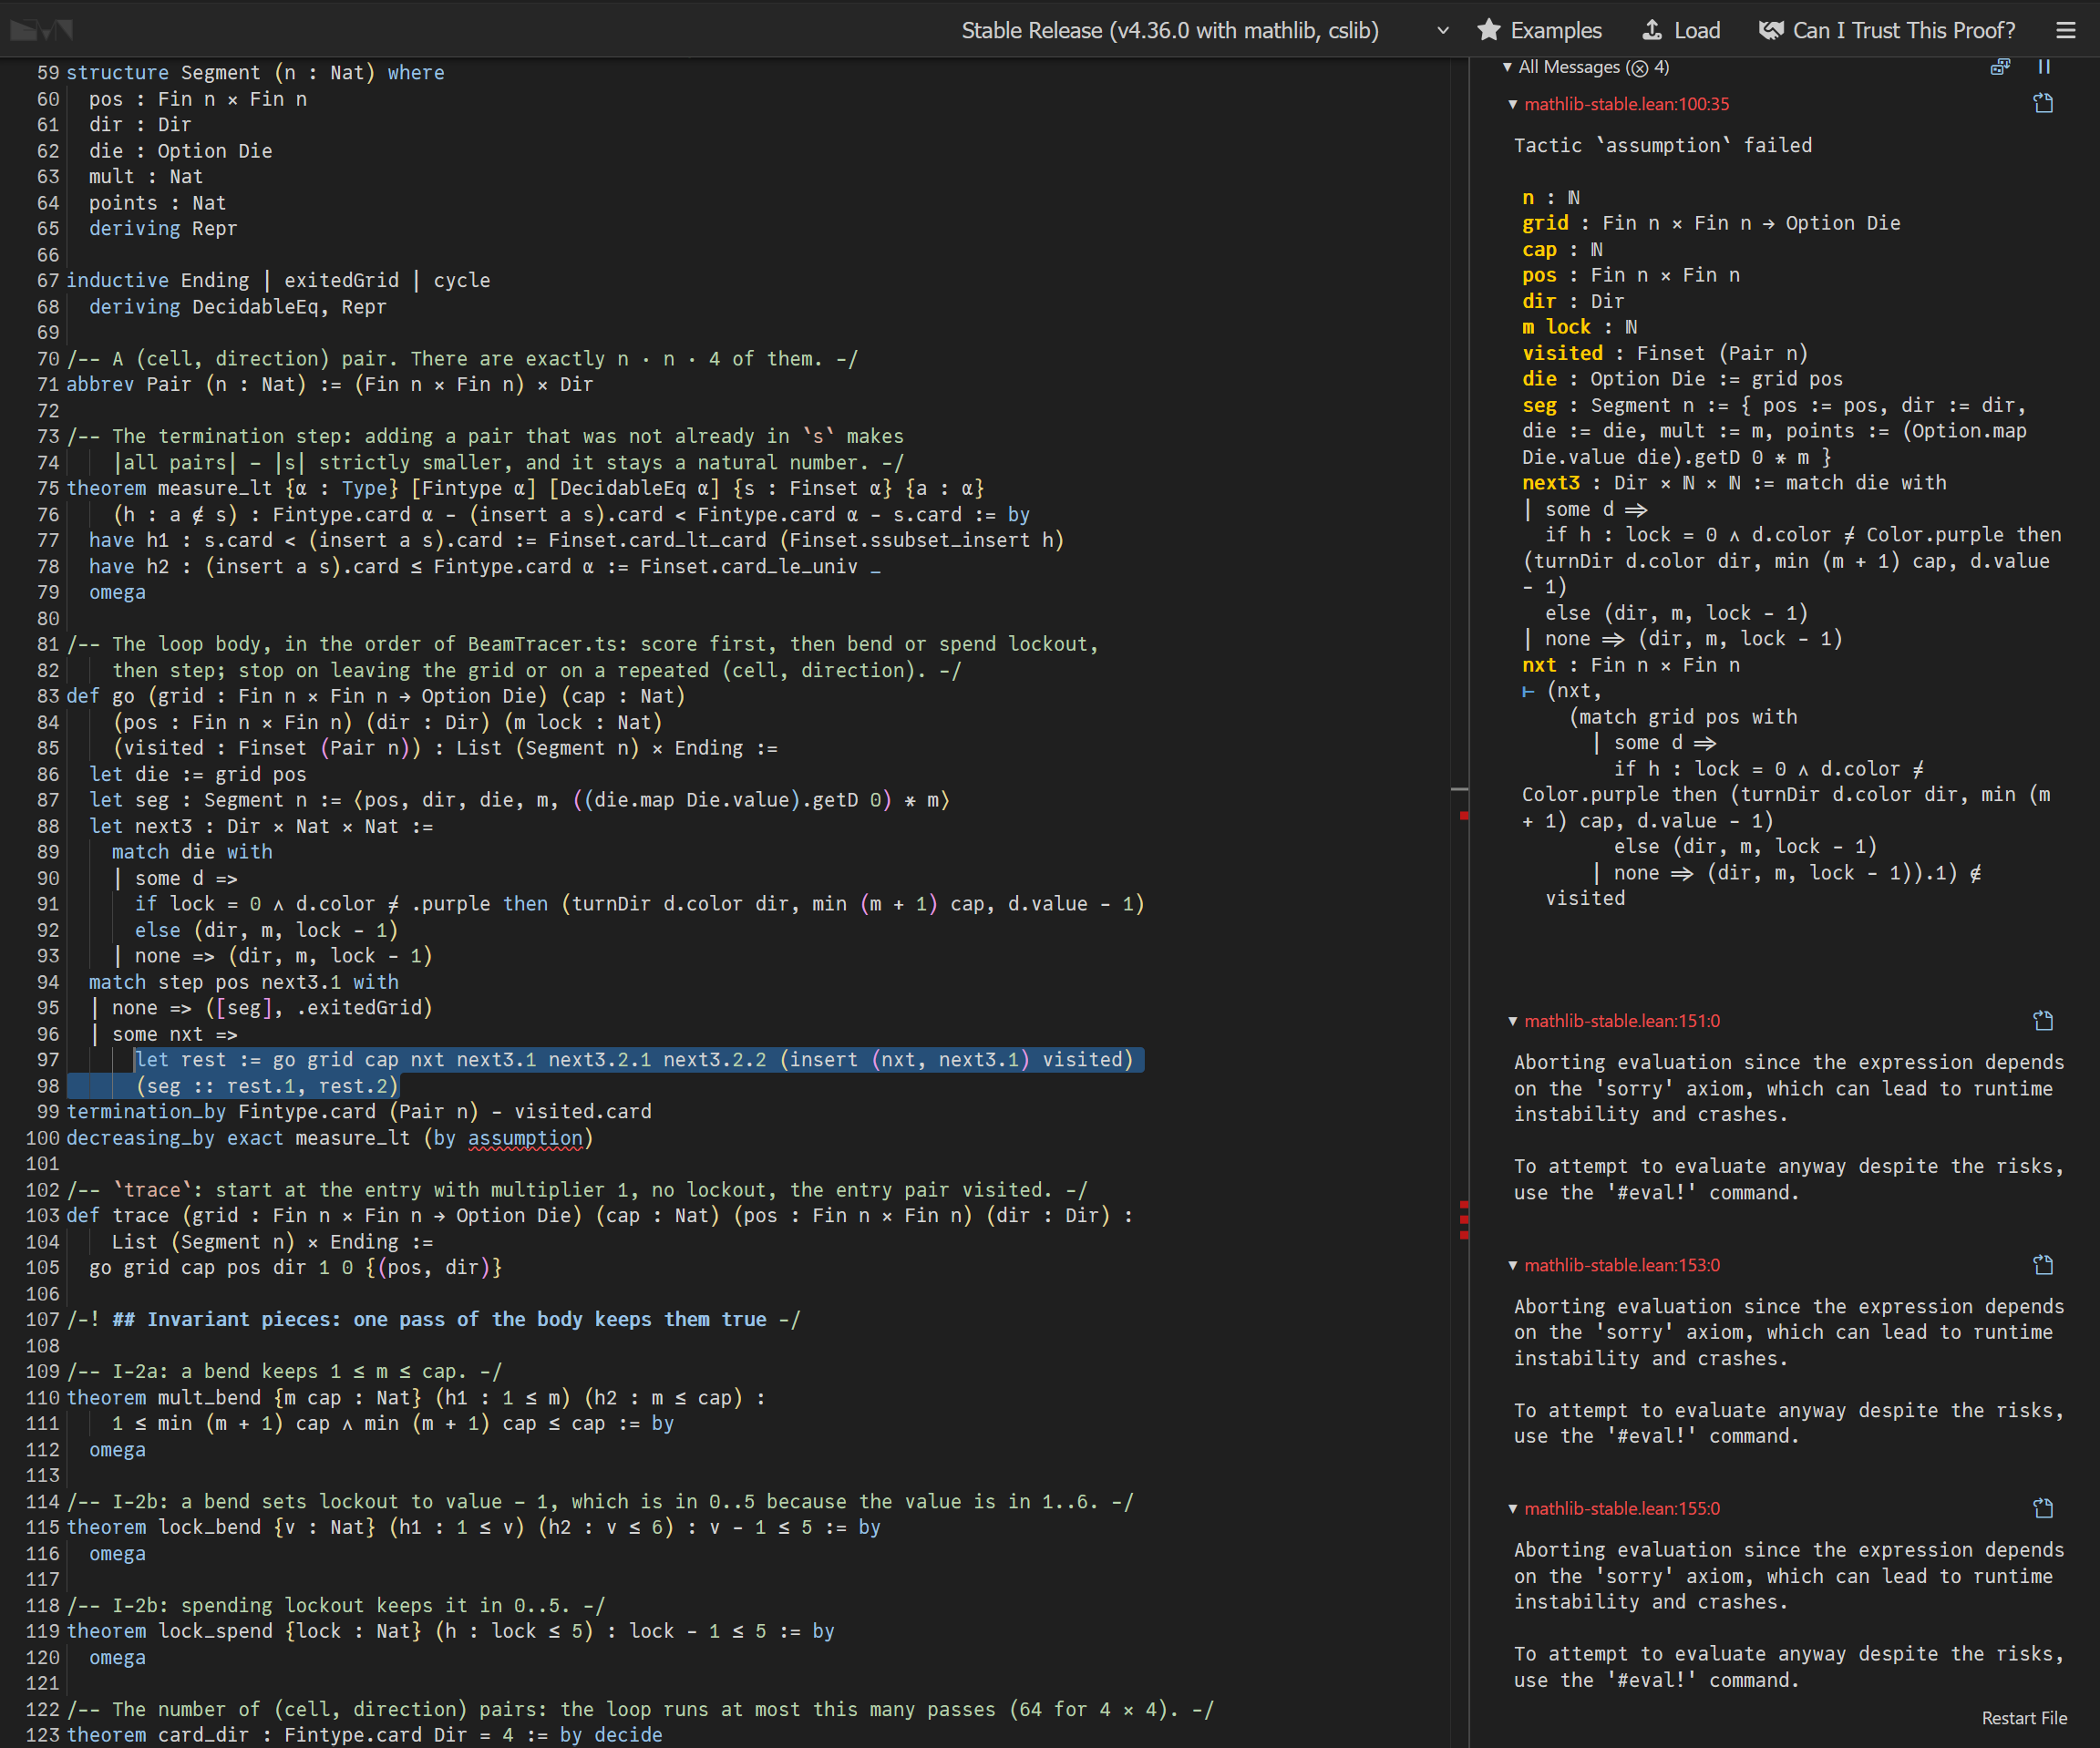 Stable Release (v4.36.0 with mathlib, cslib)
Examples
Load
Can I Trust This Proof?
59 structure Segment (n : Nat) where
60   pos : Fin n × Fin n
61   dir : Dir
62   die : Option Die
63   mult : Nat
64   points : Nat
65   deriving Repr
66
67 inductive Ending | exitedGrid | cycle
68   deriving DecidableEq, Repr
69
70 /-- A (cell, direction) pair. There are exactly n · n · 4 of them. -/
71 abbrev Pair (n : Nat) := (Fin n × Fin n) × Dir
72
73 /-- The termination step: adding a pair that was not already in `s` makes
74     |all pairs| − |s| strictly smaller, and it stays a natural number. -/
75 theorem measure_lt {α : Type} [Fintype α] [DecidableEq α] {s : Finset α} {a : α}
76     (h : a ∉ s) : Fintype.card α - (insert a s).card < Fintype.card α - s.card := by
77   have h1 : s.card < (insert a s).card := Finset.card_lt_card (Finset.ssubset_insert h)
78   have h2 : (insert a s).card ≤ Fintype.card α := Finset.card_le_univ _
79   omega
80
81 /-- The loop body, in the order of BeamTracer.ts: score first, then bend or spend lockout,
82     then step; stop on leaving the grid or on a repeated (cell, direction). -/
83 def go (grid : Fin n × Fin n → Option Die) (cap : Nat)
84     (pos : Fin n × Fin n) (dir : Dir) (m lock : Nat)
85     (visited : Finset (Pair n)) : List (Segment n) × Ending :=
86   let die := grid pos
87   let seg : Segment n := ⟨pos, dir, die, m, ((die.map Die.value).getD 0) * m⟩
88   let next3 : Dir × Nat × Nat :=
89     match die with
90     | some d =>
91       if lock = 0 ∧ d.color ≠ .purple then (turnDir d.color dir, min (m + 1) cap, d.value - 1)
92       else (dir, m, lock - 1)
93     | none => (dir, m, lock - 1)
94   match step pos next3.1 with
95   | none => ([seg], .exitedGrid)
96   | some nxt =>
97       let rest := go grid cap nxt next3.1 next3.2.1 next3.2.2 (insert (nxt, next3.1) visited)
98       (seg :: rest.1, rest.2)
99 termination_by Fintype.card (Pair n) - visited.card
100 decreasing_by exact measure_lt (by assumption)
101
102 /-- `trace`: start at the entry with multiplier 1, no lockout, the entry pair visited. -/
103 def trace (grid : Fin n × Fin n → Option Die) (cap : Nat) (pos : Fin n × Fin n) (dir : Dir) :
104     List (Segment n) × Ending :=
105   go grid cap pos dir 1 0 {(pos, dir)}
106
107 /-! ## Invariant pieces: one pass of the body keeps them true -/
108
109 /-- I-2a: a bend keeps 1 ≤ m ≤ cap. -/
110 theorem mult_bend {m cap : Nat} (h1 : 1 ≤ m) (h2 : m ≤ cap) :
111     1 ≤ min (m + 1) cap ∧ min (m + 1) cap ≤ cap := by
112   omega
113
114 /-- I-2b: a bend sets lockout to value − 1, which is in 0..5 because the value is in 1..6. -/
115 theorem lock_bend {v : Nat} (h1 : 1 ≤ v) (h2 : v ≤ 6) : v - 1 ≤ 5 := by
116   omega
117
118 /-- I-2b: spending lockout keeps it in 0..5. -/
119 theorem lock_spend {lock : Nat} (h : lock ≤ 5) : lock - 1 ≤ 5 := by
120   omega
121
122 /-- The number of (cell, direction) pairs: the loop runs at most this many passes (64 for 4 × 4). -/
123 theorem card_dir : Fintype.card Dir = 4 := by decide
All Messages (⊗ 4)
mathlib-stable.lean:100:35
Tactic `assumption` failed
n : ℕ
grid : Fin n × Fin n → Option Die
cap : ℕ
pos : Fin n × Fin n
dir : Dir
m lock : ℕ
visited : Finset (Pair n)
die : Option Die := grid pos
seg : Segment n := { pos := pos, dir := dir,
die := die, mult := m, points := (Option.map
Die.value die).getD 0 * m }
next3 : Dir × ℕ × ℕ := match die with
| some d =>
  if h : lock = 0 ∧ d.color ≠ Color.purple then
(turnDir d.color dir, min (m + 1) cap, d.value
- 1)
  else (dir, m, lock - 1)
| none => (dir, m, lock - 1)
nxt : Fin n × Fin n
⊢ (nxt,
    (match grid pos with
      | some d =>
        if h : lock = 0 ∧ d.color ≠
Color.purple then (turnDir d.color dir, min (m
+ 1) cap, d.value - 1)
        else (dir, m, lock - 1)
      | none => (dir, m, lock - 1)).1) ∉
  visited
mathlib-stable.lean:151:0
Aborting evaluation since the expression depends
on the 'sorry' axiom, which can lead to runtime
instability and crashes.
To attempt to evaluate anyway despite the risks,
use the '#eval!' command.
mathlib-stable.lean:153:0
Aborting evaluation since the expression depends
on the 'sorry' axiom, which can lead to runtime
instability and crashes.
To attempt to evaluate anyway despite the risks,
use the '#eval!' command.
mathlib-stable.lean:155:0
Aborting evaluation since the expression depends
on the 'sorry' axiom, which can lead to runtime
instability and crashes.
To attempt to evaluate anyway despite the risks,
use the '#eval!' command.
Restart File